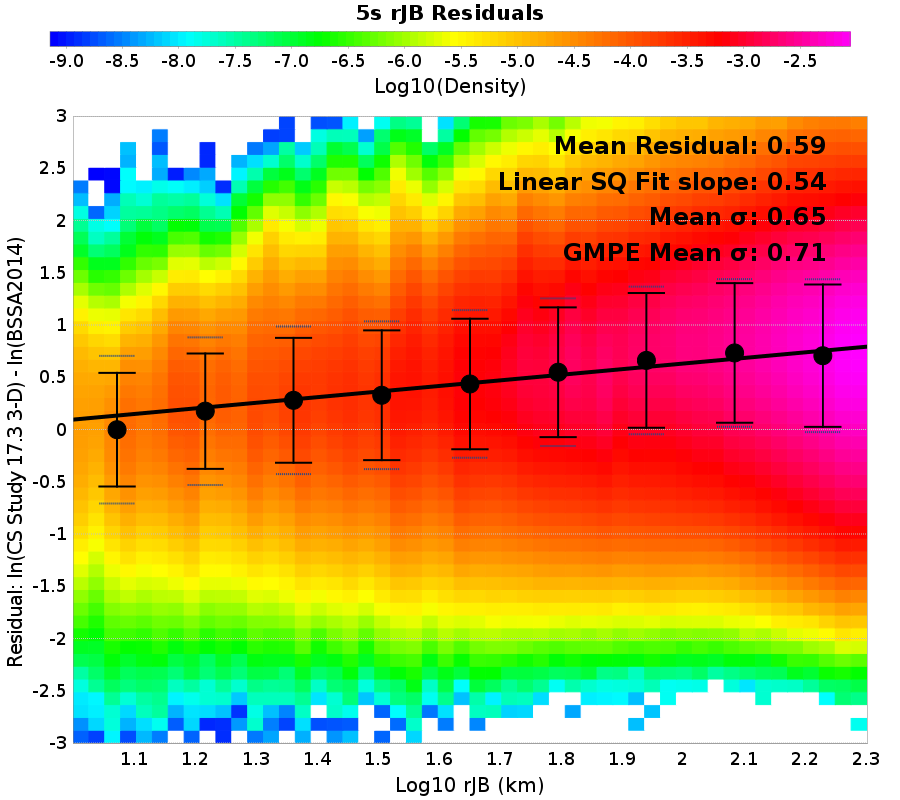 5s rJB Residuals
-9.0 -8.5 -8.0 -7.5 -7.0 -6.5 -6.0 -5.5 -5.0 -4.5 -4.0 -3.5 -3.0 -2.5
Log10(Density)
Mean Residual: 0.59
Linear SQ Fit slope: 0.54
Mean σ: 0.65
GMPE Mean σ: 0.71
Residual: ln(CS Study 17.3 3-D) - ln(BSSA2014)
3
2.5
2
1.5
1
0.5
0
-0.5
-1
-1.5
-2
-2.5
-3
1.1 1.2 1.3 1.4 1.5 1.6 1.7 1.8 1.9 2 2.1 2.2 2.3
Log10 rJB (km)